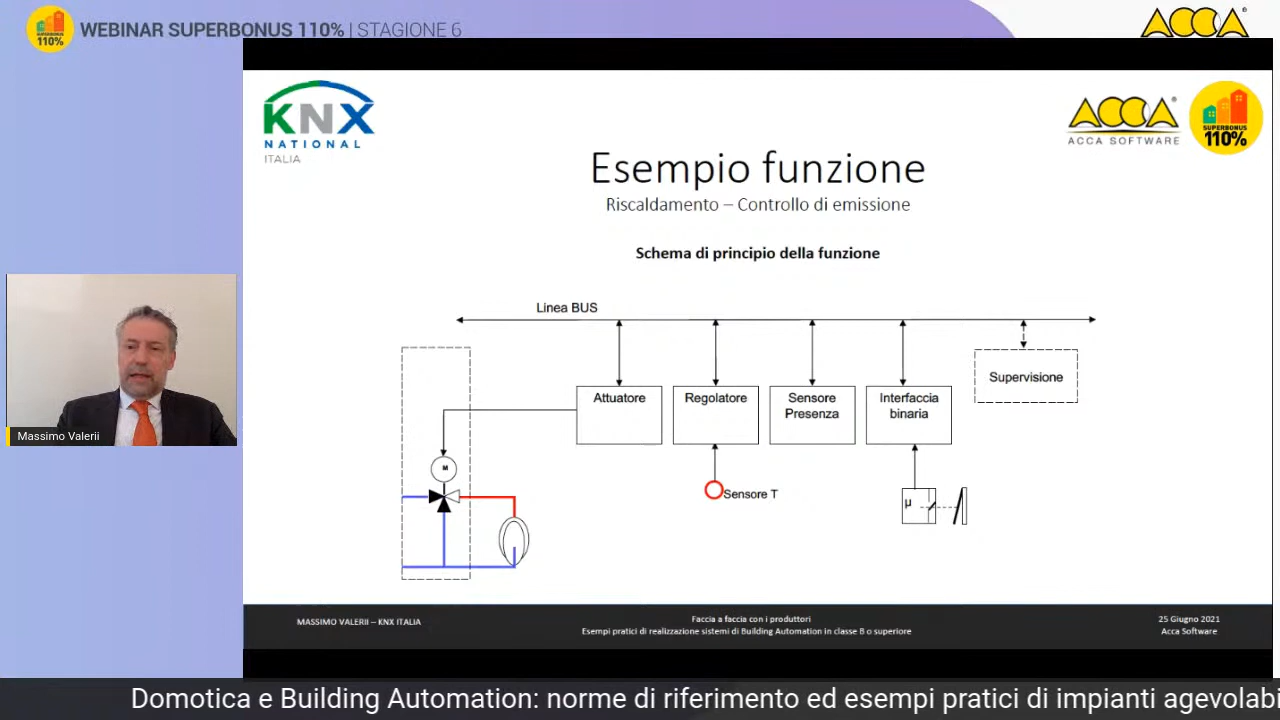 SUPERBONUS
110%
WEBINAR SUPERBONUS 110% | STAGIONE 6
ACCA
KNX
NATIONAL
ITALIA
ACCA
ACCA SOFTWARE
SUPERBONUS
110%
Esempio funzione
Riscaldamento – Controllo di emissione
Schema di principio della funzione
Linea BUS
Attuatore
Regolatore
Sensore
Presenza
Interfaccia
binaria
Supervisione
M
Sensore T
µ
Massimo Valerii
MASSIMO VALERII – KNX ITALIA
Faccia a faccia con i produttori
Esempi pratici di realizzazione sistemi di Building Automation in classe B o superiore
25 Giugno 2021
Acca Software
Domotica e Building Automation: norme di riferimento ed esempi pratici di impianti agevolabi